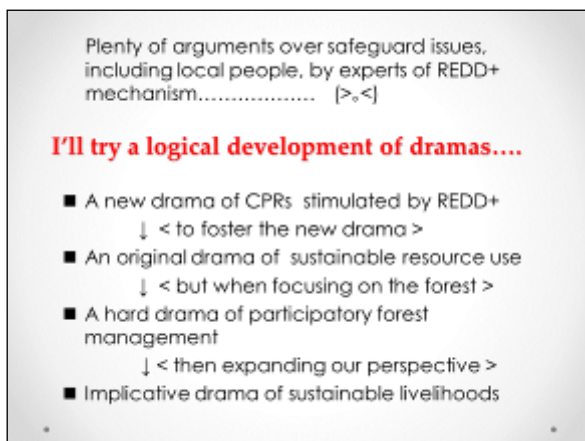 Plenty of arguments over safeguard issues,
including local people, by experts of REDD+
mechanism……………… (>｡<)
I'll try a logical development of dramas….
■ A new drama of CPRs stimulated by REDD+
↓ < to foster the new drama >
■ An original drama of sustainable resource use
↓ < but when focusing on the forest >
■ A hard drama of participatory forest
management
↓ < then expanding our perspective >
■ Implicative drama of sustainable livelihoods